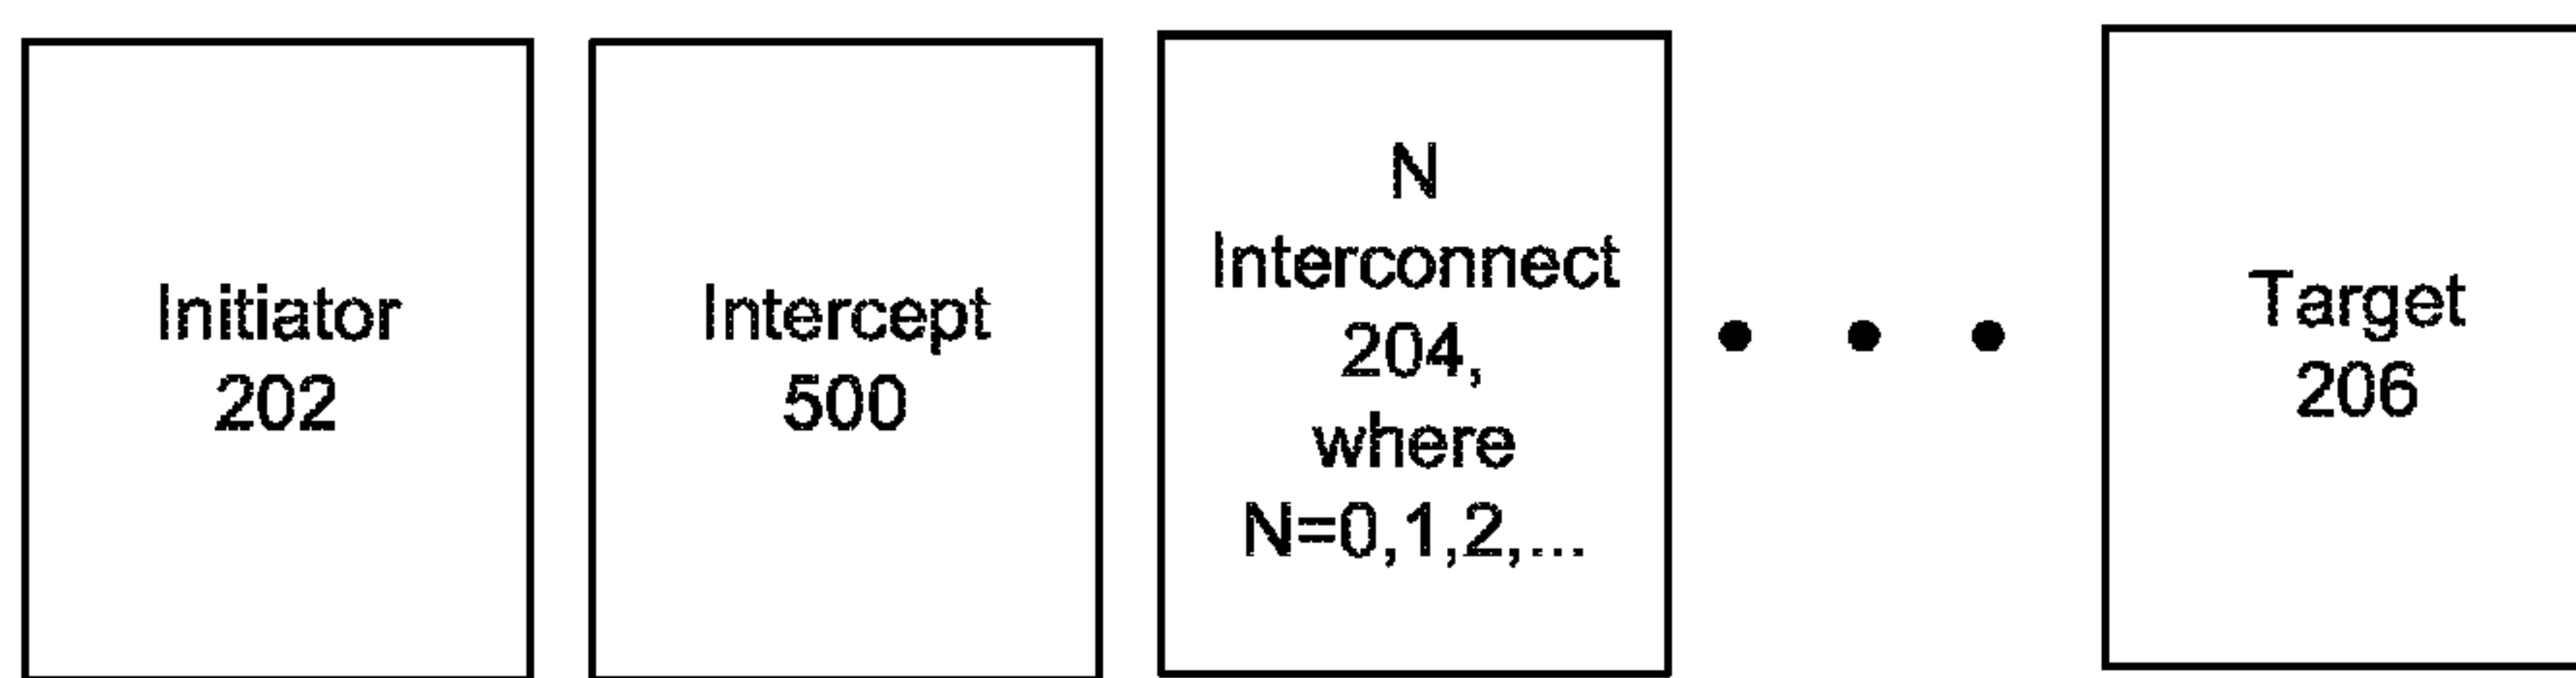 Initiator
202
Intercept
500
N
Interconnect
204,
where
N=0,1,2,...
Target
206